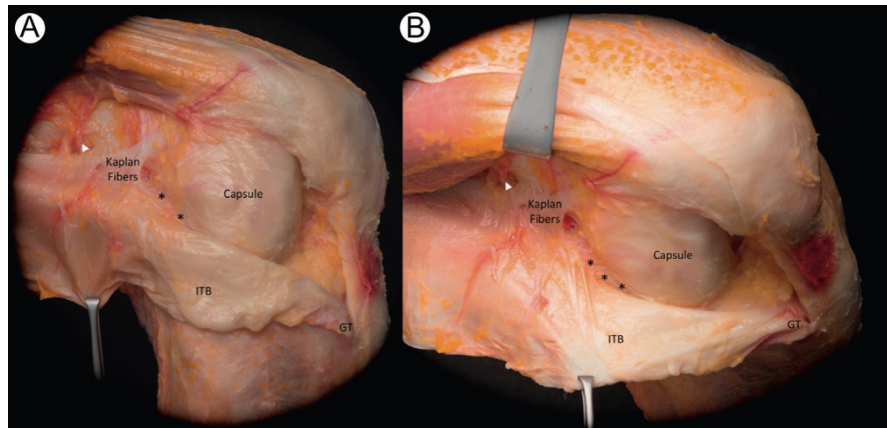 A
Kaplan
Fibers
*
*
Capsule
ITB
GT
B
Kaplan
Fibers
*
*
*
Capsule
ITB
GT